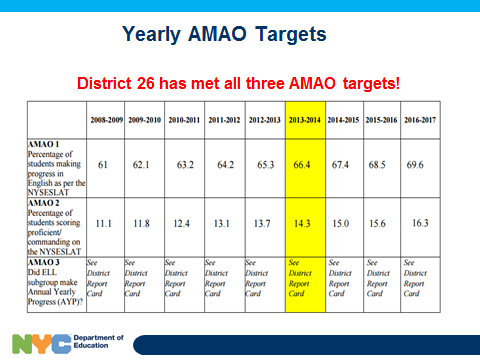 Yearly AMAO Targets
District 26 has met all three AMAO targets!
2008-2009 2009-2010 2010-2011 2011-2012 2012-2013 2013-2014 2014-2015 2015-2016 2016-2017
AMAO 1
Percentage of
students making
progress in
English as per the
NYSESLAT
61 62.1 63.2 64.2 65.3 66.4 67.4 68.5 69.6
AMAO 2
Percentage of
students scoring
proficient/
commanding on
the NYSESLAT
11.1 11.8 12.4 13.1 13.7 14.3 15.0 15.6 16.3
AMAO 3
Did ELL
subgroup make
Annual Yearly
Progress (AYP)?
See See See See See See See See See
District District District District District District District District District
Report Report Report Report Report Report Report Report Report
Card Card Card Card Card Card Card Card Card
NYC Department of
Education